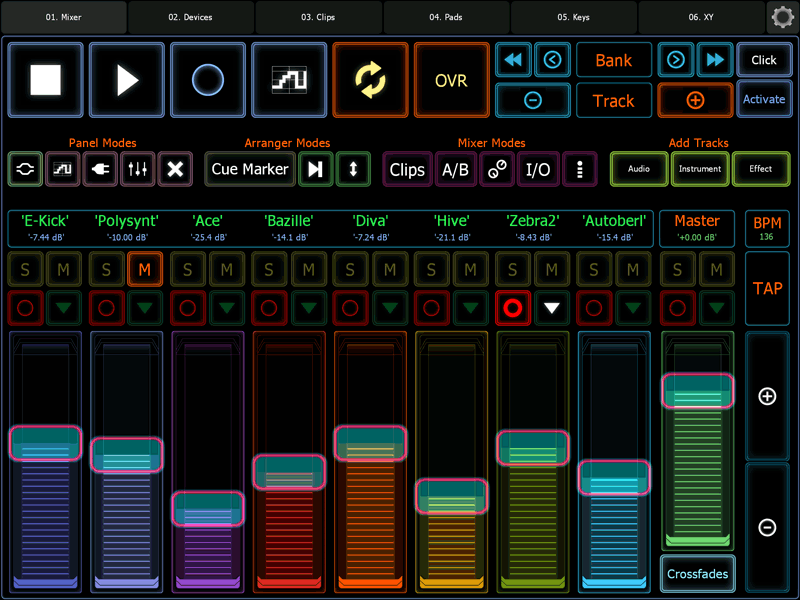 01. Mixer
02. Devices
03. Clips
04. Pads
05. Keys
06. XY
OVR
Bank
Click
Track
Activate
Panel Modes
Arranger Modes
Mixer Modes
Add Tracks
Cue Marker
Clips
A/B
I/O
Audio
Instrument
Effect
'E-Kick'
'Polysynt'
'Ace'
'Bazille'
'Diva'
'Hive'
'Zebra2'
'Autoberl'
Master
BPM
'-7.44 dB'
'-10.00 dB'
'-25.4 dB'
'-14.1 dB'
'-7.24 dB'
'-21.1 dB'
'-8.43 dB'
'-15.4 dB'
'+0.00 dB'
136
S M S M S M S M S M S M S M S M S M
TAP
Crossfades